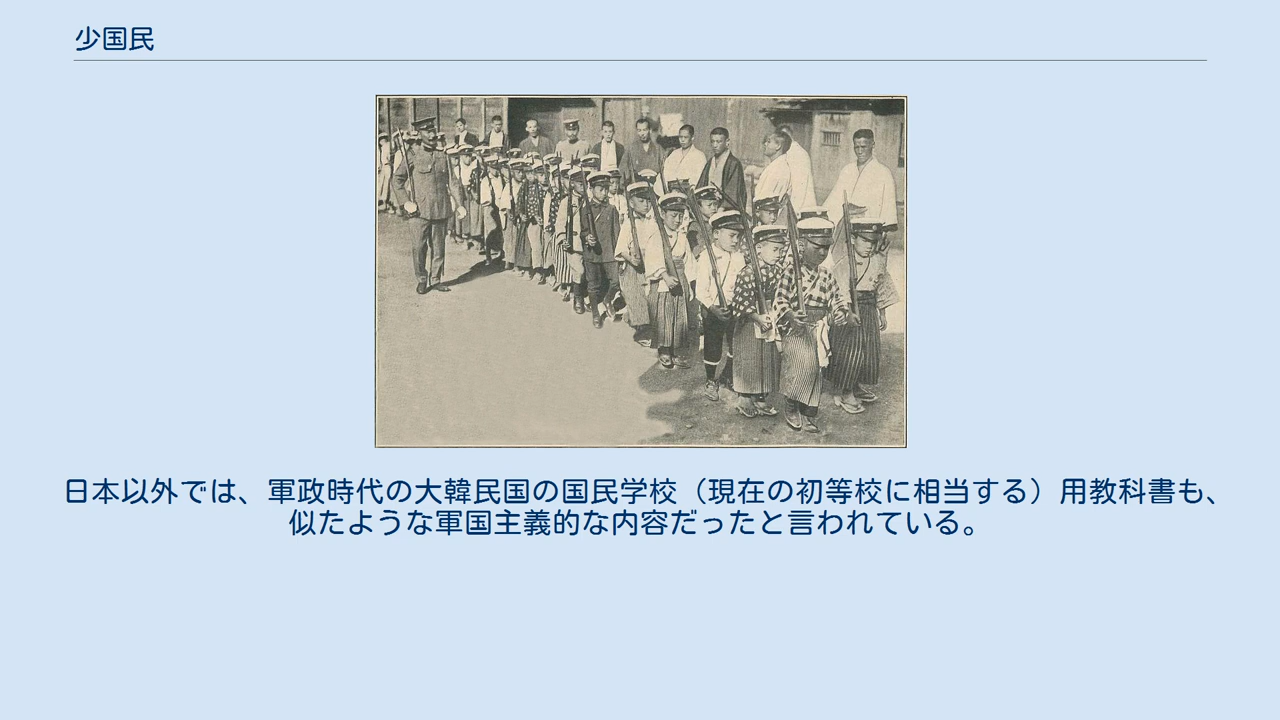 少国民
日本以外では、軍政時代の大韓民国の国民学校（現在の初等校に相当する）用教科書も、
似たような軍国主義的な内容だったと言われている。